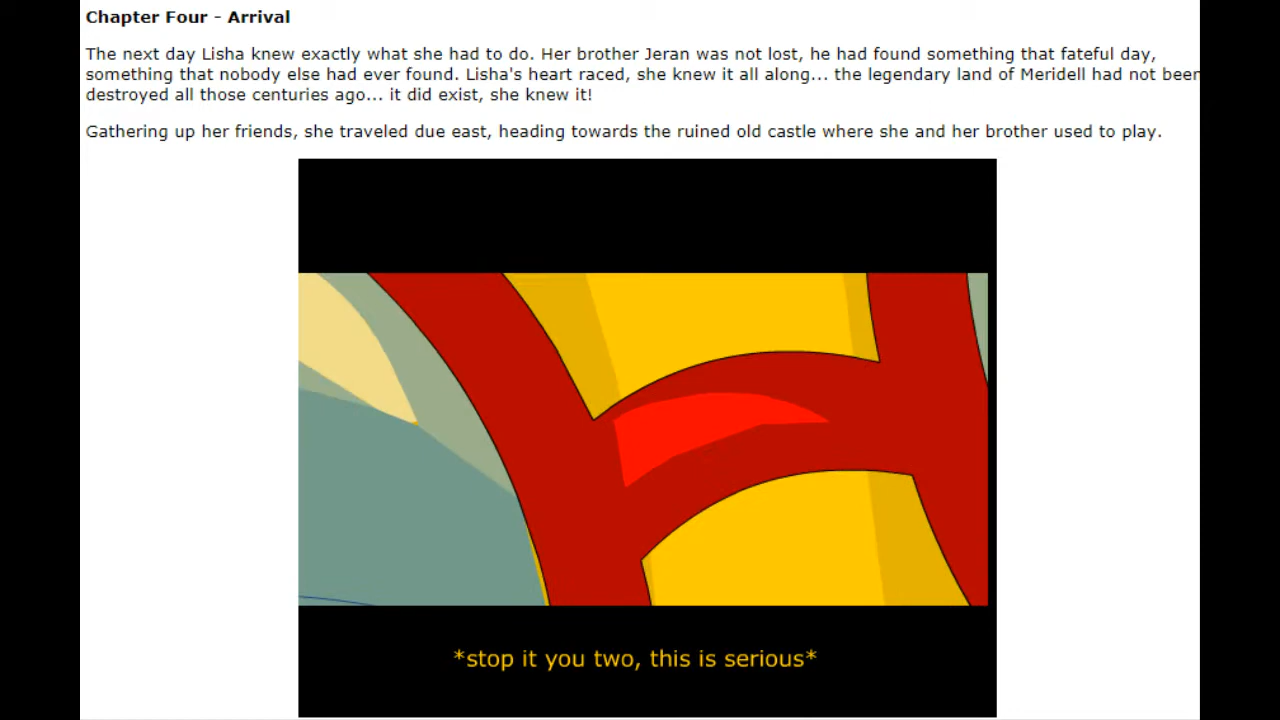 Chapter Four - Arrival
The next day Lisha knew exactly what she had to do. Her brother Jeran was not lost, he had found something that fateful day,
something that nobody else had ever found. Lisha's heart raced, she knew it all along... the legendary land of Meridell had not been
destroyed all those centuries ago... it did exist, she knew it!
Gathering up her friends, she traveled due east, heading towards the ruined old castle where she and her brother used to play.
*stop it you two, this is serious*